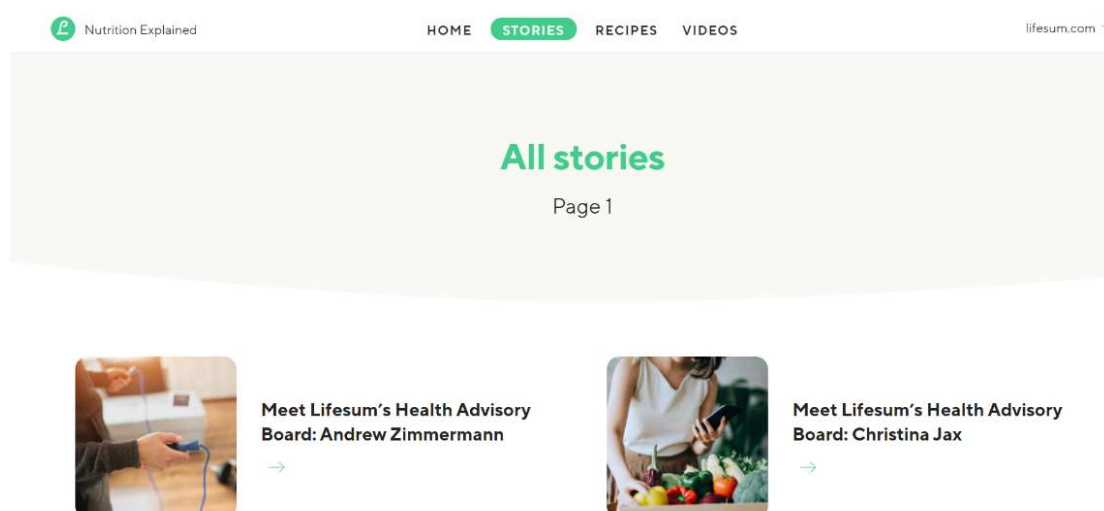 Nutrition Explained
HOME STORIES RECIPES VIDEOS
lifesum.com
All stories
Page 1
Meet Lifesum’s Health Advisory
Board: Andrew Zimmermann
Meet Lifesum’s Health Advisory
Board: Christina Jax